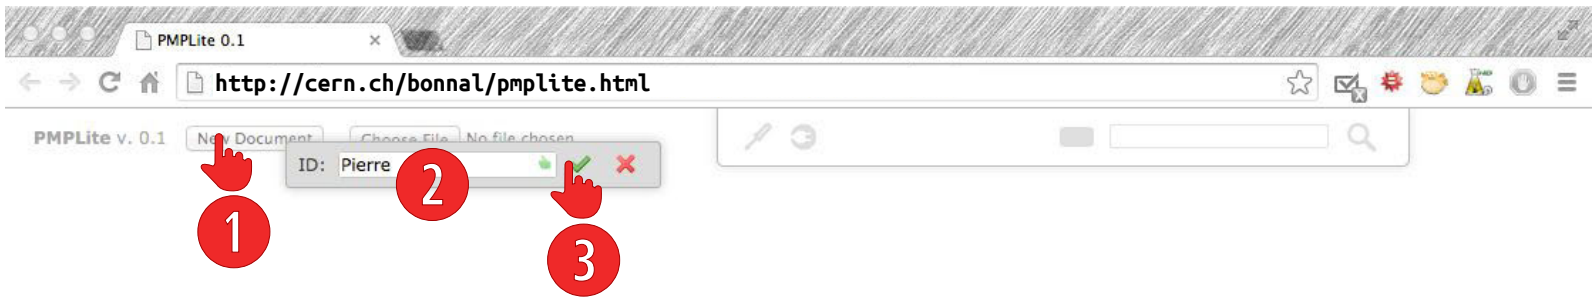 PMPLite 0.1
http://cern.ch/bonnal/pmplite.html
PMPLite v. 0.1 New Document Choose File No file chosen
ID: Pierre
1
2
3